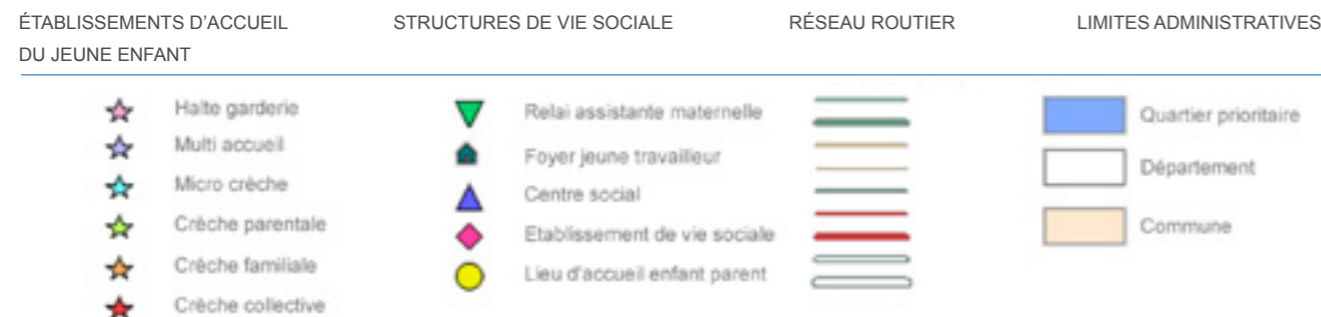 ÉTABLISSEMENTS D'ACCUEIL
DU JEUNE ENFANT
STRUCTURES DE VIE SOCIALE
RÉSEAU ROUTIER
LIMITES ADMINISTRATIVES
Halte garderie
Multi accueil
Micro crèche
Crèche parentale
Crèche familiale
Crèche collective
Relai assistante maternelle
Foyer jeune travailleur
Centre social
Etablissement de vie sociale
Lieu d'accueil enfant parent
Quartier prioritaire
Département
Commune